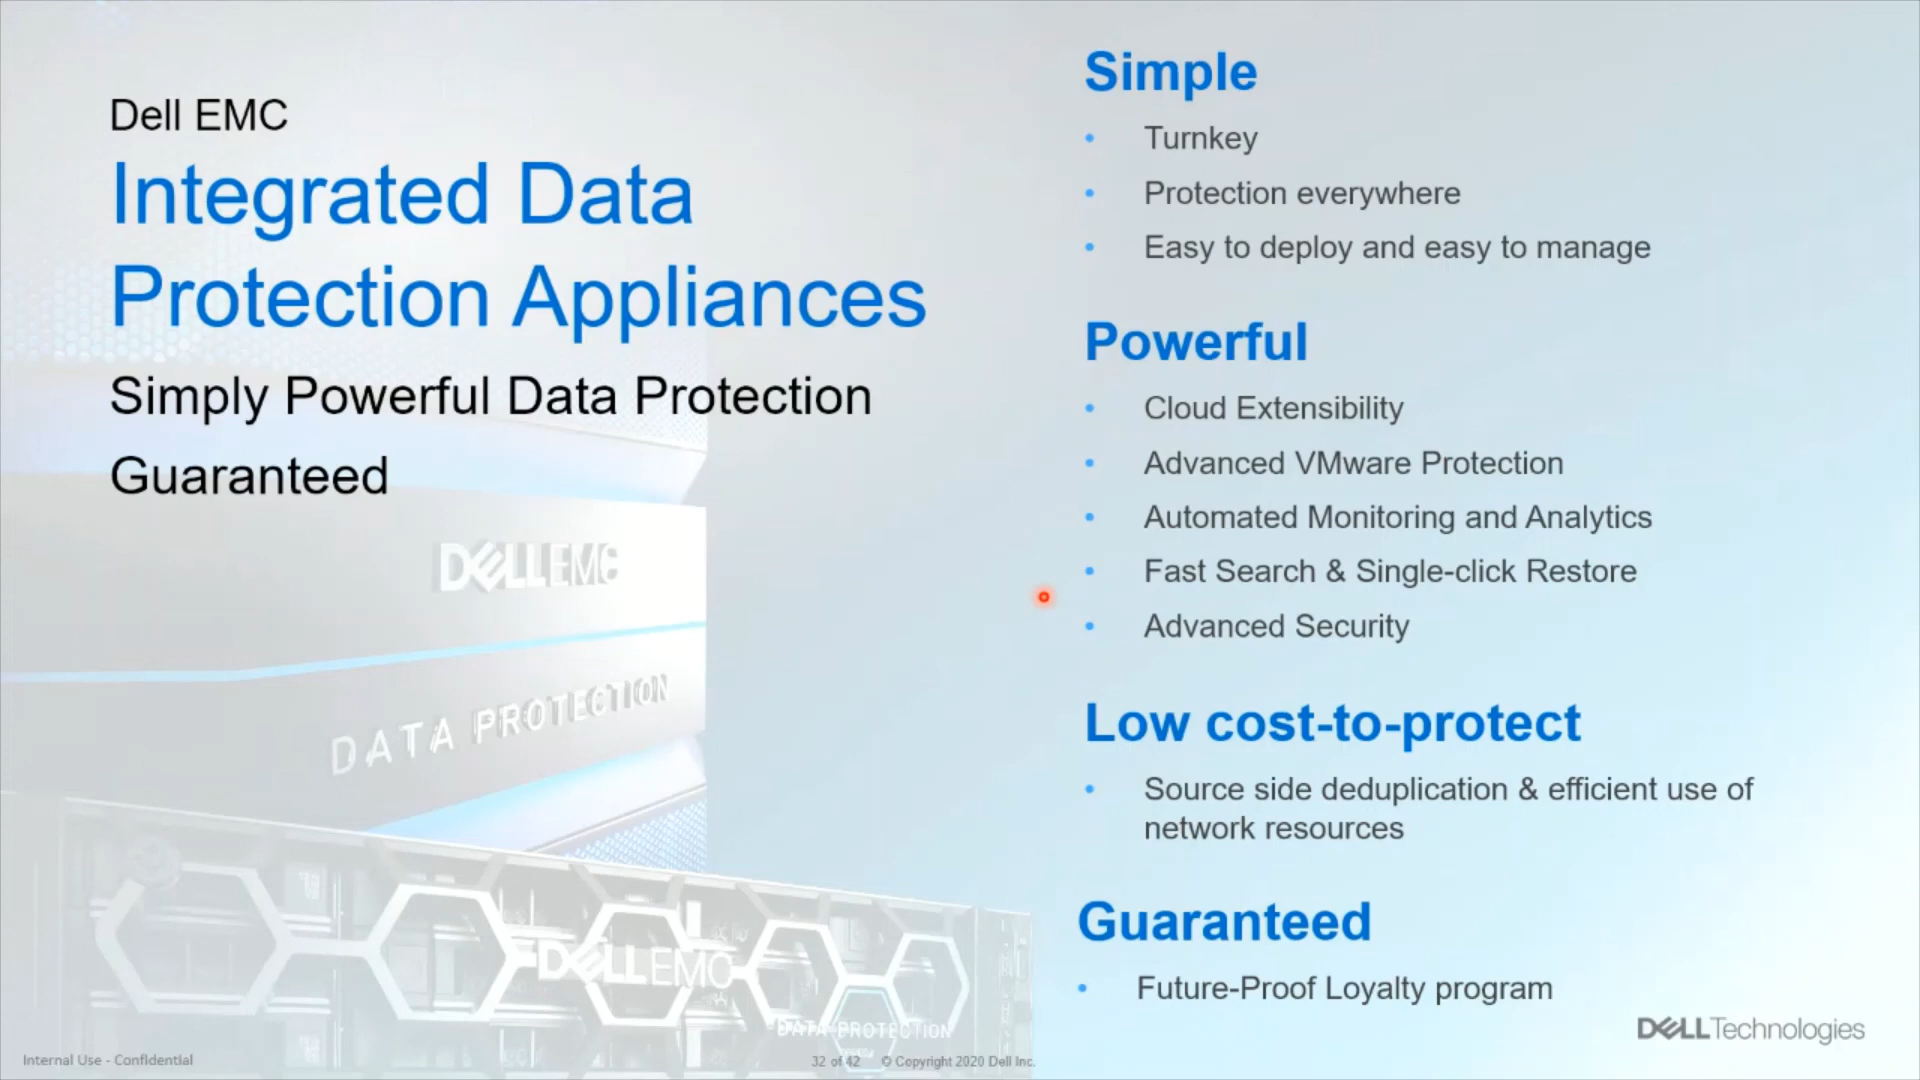 Dell EMC
Integrated Data
Protection Appliances
Simply Powerful Data Protection
Guaranteed
DELLEMC
DATA PROTECTION
DELLEMC
DATA PROTECTION
Simple
• Turnkey
• Protection everywhere
• Easy to deploy and easy to manage
Powerful
• Cloud Extensibility
• Advanced VMware Protection
• Automated Monitoring and Analytics
• Fast Search & Single-click Restore
• Advanced Security
Low cost-to-protect
• Source side deduplication & efficient use of
network resources
Guaranteed
• Future-Proof Loyalty program
DELLTechnologies
Internal Use - Confidential
32 of 42
© Copyright 2020 Dell Inc.